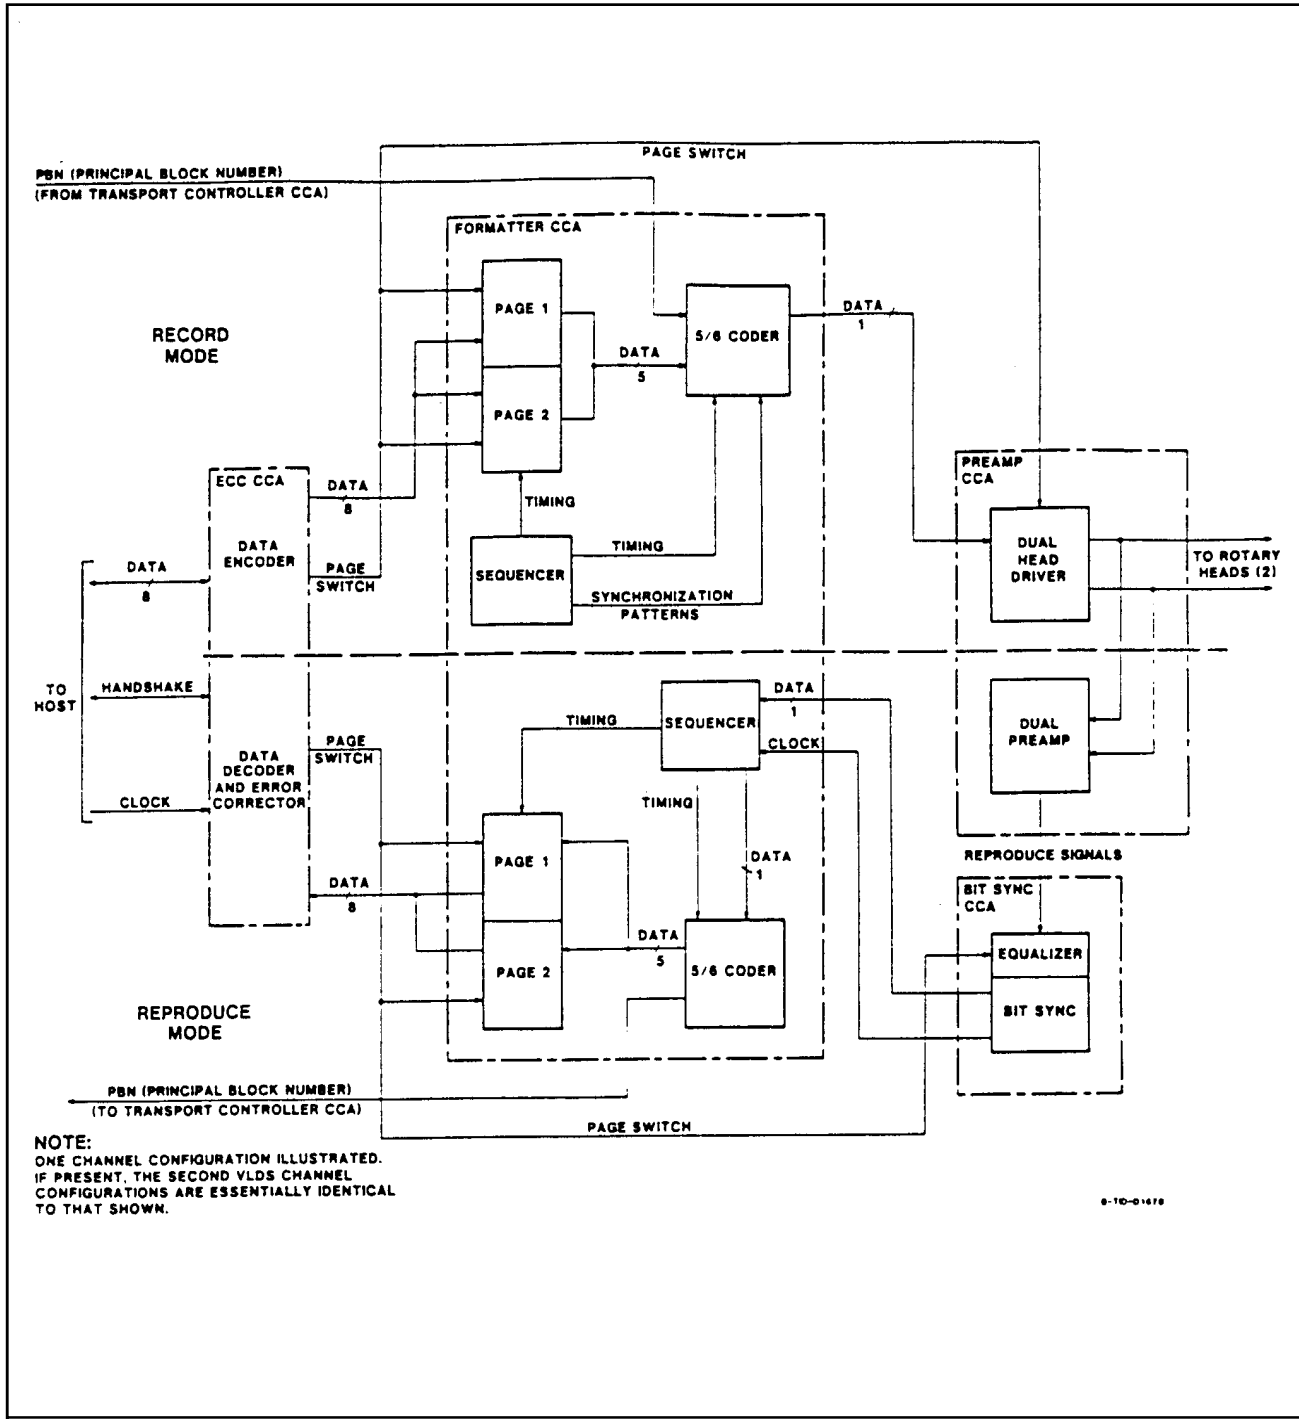 PAGE SWITCH
PBN (PRINCIPAL BLOCK NUMBER)
(FROM TRANSPORT CONTROLLER CCA)
FORMATTER CCA
RECORD
MODE
PAGE 1
PAGE 2
DATA
5
5/6 CODER
DATA
1
ECC CCA
DATA
8
DATA
ENCODER
PAGE
SWITCH
TIMING
SEQUENCER
TIMING
SYNCHRONIZATION
PATTERNS
PREAMP
CCA
DUAL
HEAD
DRIVER
TO ROTARY
HEADS (2)
DATA
8
TO
HOST
HANDSHAKE
CLOCK
DATA
DECODER
AND ERROR
CORRECTOR
PAGE
SWITCH
TIMING
SEQUENCER
DATA
1
CLOCK
DUAL
PREAMP
TIMING
DATA
1
REPRODUCE SIGNALS
DATA
8
PAGE 1
PAGE 2
DATA
5
5/6 CODER
BIT SYNC
CCA
EQUALIZER
BIT SYNC
REPRODUCE
MODE
PBN (PRINCIPAL BLOCK NUMBER)
(TO TRANSPORT CONTROLLER CCA)
PAGE SWITCH
NOTE:
ONE CHANNEL CONFIGURATION ILLUSTRATED.
IF PRESENT, THE SECOND VLDS CHANNEL
CONFIGURATIONS ARE ESSENTIALLY IDENTICAL
TO THAT SHOWN.